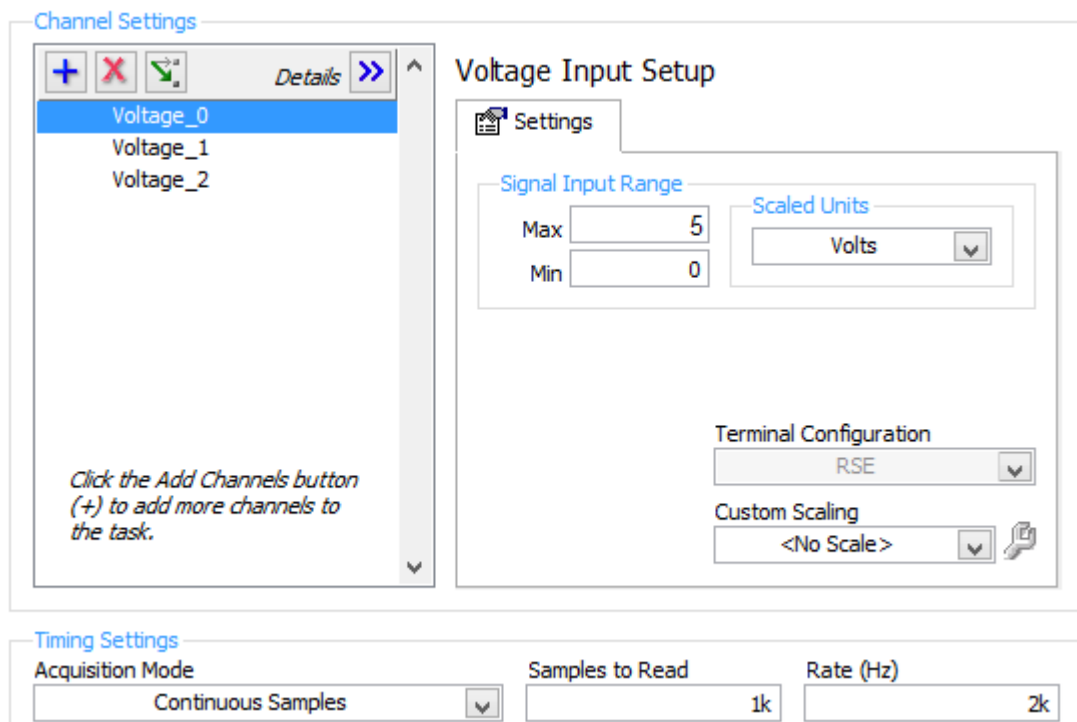 Channel Settings
Details
Voltage_0
Voltage_1
Voltage_2
Click the Add Channels button
(+) to add more channels to
the task.
Voltage Input Setup
Settings
Signal Input Range
Max 5
Min 0
Scaled Units
Volts
Terminal Configuration
RSE
Custom Scaling
<No Scale>
Timing Settings
Acquisition Mode
Continuous Samples
Samples to Read
1k
Rate (Hz)
2k